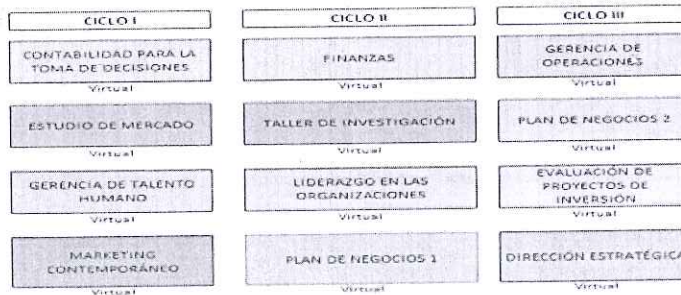 CICLO I
CONTABILIDAD PARA LA
TOMA DE DECISIONES
Virtual
ESTUDIO DE MERCADO
Virtual
GERENCIA DE TALENTO
HUMANO
Virtual
MARKETING
CONTEMPORÁNEO
Virtual
CICLO II
FINANZAS
Virtual
TALLER DE INVESTIGACIÓN
Virtual
LIDERAZGO EN LAS
ORGANIZACIONES
Virtual
PLAN DE NEGOCIOS 1
Virtual
CICLO III
GERENCIA DE
OPERACIONES
Virtual
PLAN DE NEGOCIOS 2
Virtual
EVALUACIÓN DE
PROYECTOS DE
INVERSIÓN
Virtual
DIRECCIÓN ESTRATÉGICA
Virtual